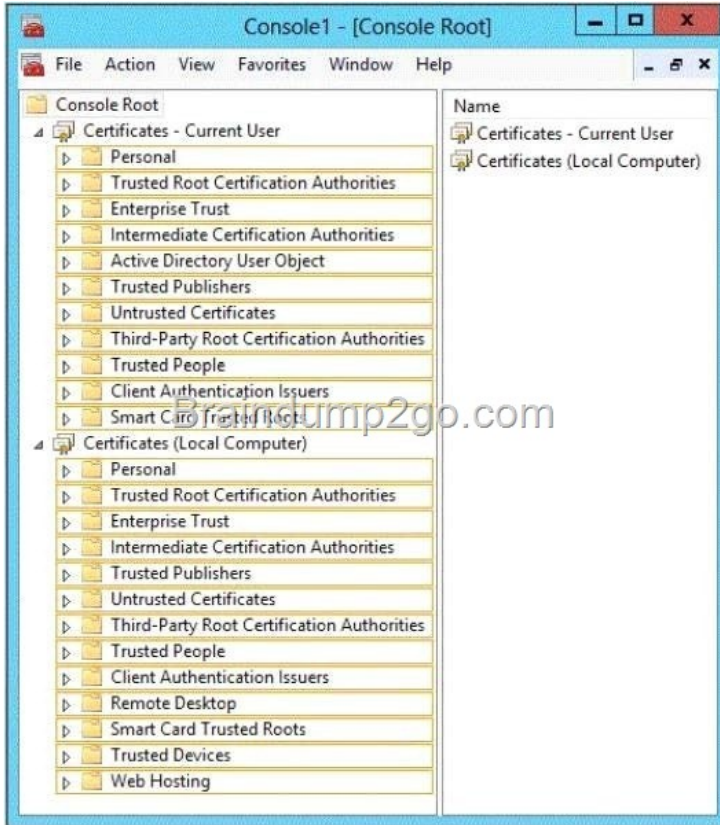 Console1 - [Console Root]
File Action View Favorites Window Help
Console Root
Certificates - Current User
Personal
Trusted Root Certification Authorities
Enterprise Trust
Intermediate Certification Authorities
Active Directory User Object
Trusted Publishers
Untrusted Certificates
Third-Party Root Certification Authorities
Trusted People
Client Authentication Issuers
Smart Card Trusted Roots
Certificates (Local Computer)
Personal
Trusted Root Certification Authorities
Enterprise Trust
Intermediate Certification Authorities
Trusted Publishers
Untrusted Certificates
Third-Party Root Certification Authorities
Trusted People
Client Authentication Issuers
Remote Desktop
Smart Card Trusted Roots
Trusted Devices
Web Hosting
Name
Certificates - Current User
Certificates (Local Computer)
Braindump2go.com